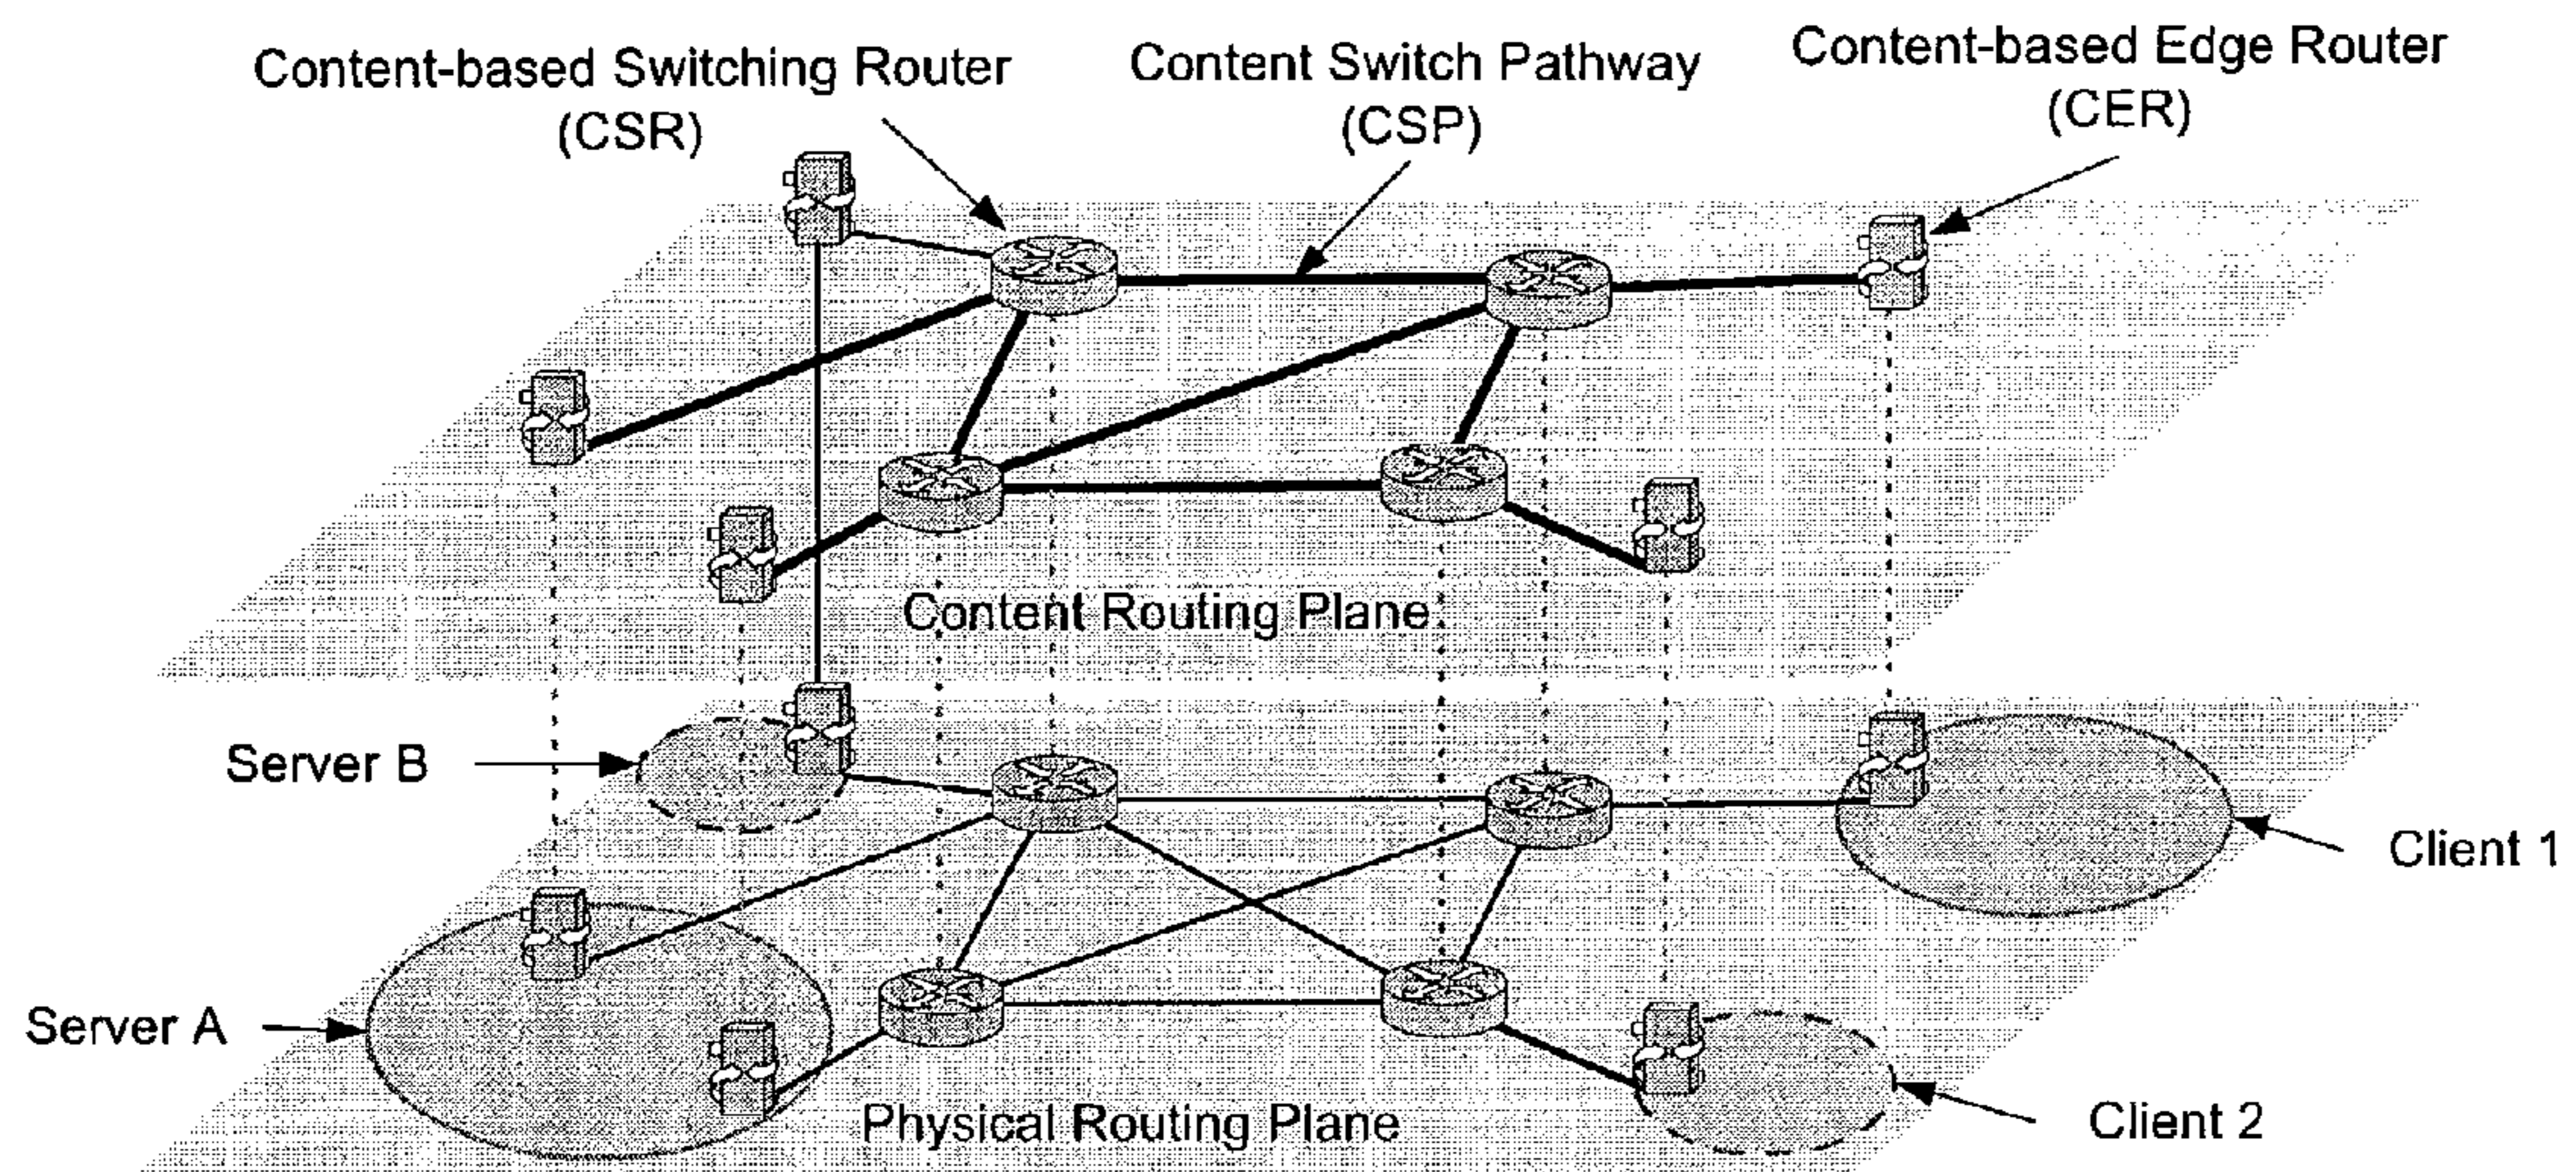 Content-based Switching Router
(CSR)
Content Switch Pathway
(CSP)
Content-based Edge Router
(CER)
Content Routing Plane
Server B
Client 1
Server A
Physical Routing Plane
Client 2